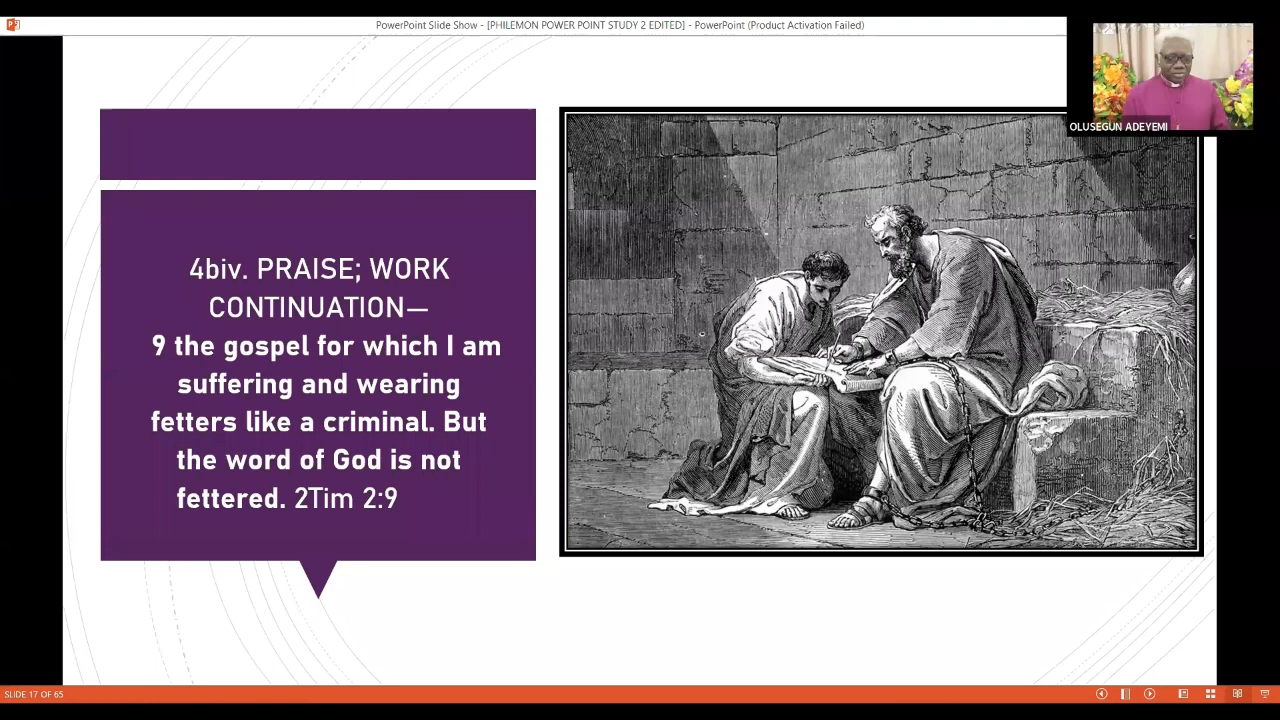 PowerPoint Slide Show - [PHILEMON POWER POINT STUDY 2 EDITED] - PowerPoint (Product Activation Failed)
OLUSEGUN ADEYEMI
4biv. PRAISE; WORK
CONTINUATION—
9 the gospel for which I am
suffering and wearing
fetters like a criminal. But
the word of God is not
fettered. 2Tim 2:9
SLIDE 17 OF 65